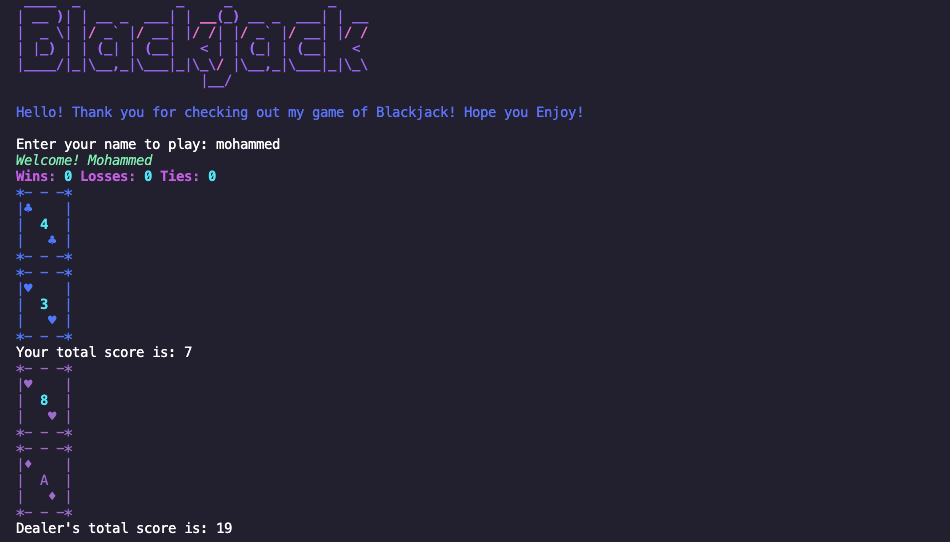 Blackjack
Hello! Thank you for checking out my game of Blackjack! Hope you Enjoy!
Enter your name to play: mohammed
Welcome! Mohammed
Wins: 0 Losses: 0 Ties: 0
*– – –*
|♣    |
|  4  |
|   ♣ |
*– – –*
*– – –*
|♥    |
|  3  |
|   ♥ |
*– – –*
Your total score is: 7
*– – –*
|♥    |
|  8  |
|   ♥ |
*– – –*
*– – –*
|♦    |
|  A  |
|   ♦ |
*– – –*
Dealer's total score is: 19